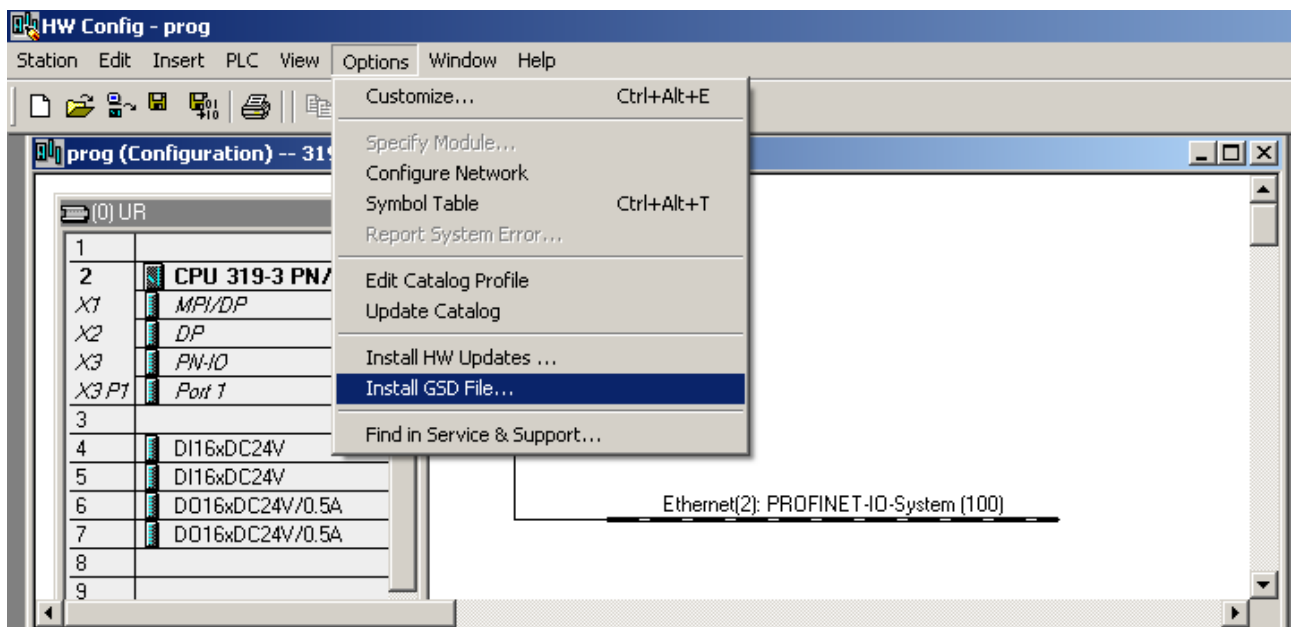 HW Config - prog
Station Edit Insert PLC View Options Window Help
Customize... Ctrl+Alt+E
Specify Module...
Configure Network
Symbol Table Ctrl+Alt+T
Report System Error...
Edit Catalog Profile
Update Catalog
Install HW Updates ...
Install GSD File...
Find in Service & Support...
prog (Configuration) -- 319
(0) UR
1
2 CPU 319-3 PN/
X1 MPI/DP
X2 DP
X3 PN-IO
X3 P1 Port 1
3
4 DI16xDC24V
5 DI16xDC24V
6 DO16xDC24V/0.5A
7 DO16xDC24V/0.5A
8
9
Ethernet(2): PROFINET-IO-System (100)